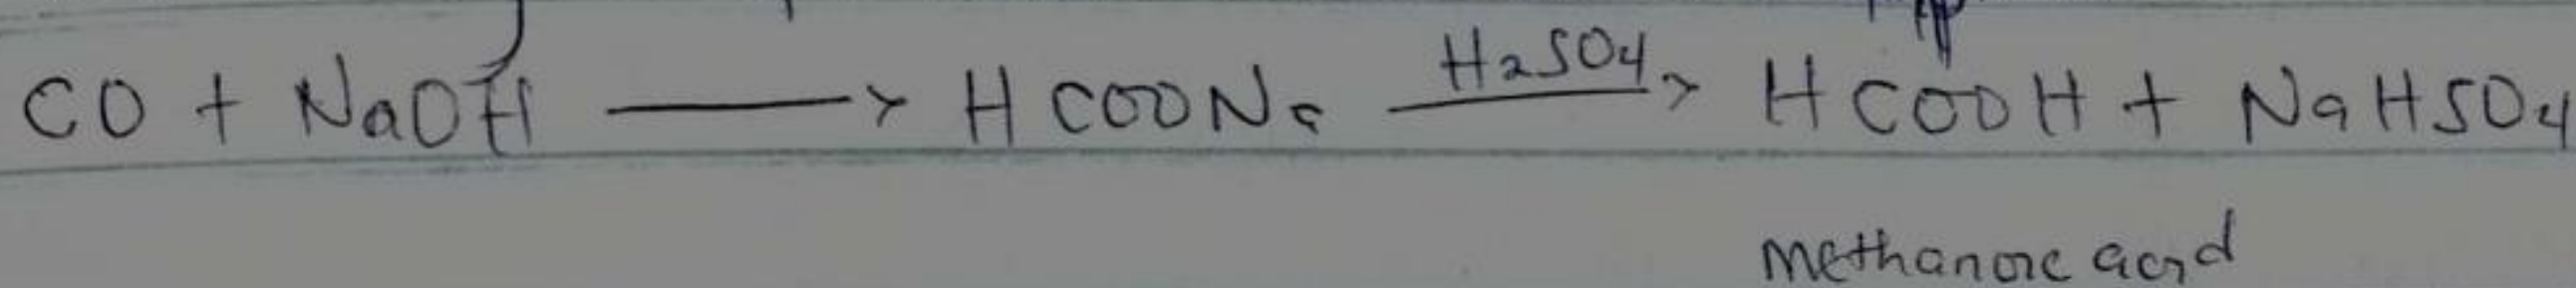 CO + NaOH → HCOONa H2SO4→ HCOOH + NaHSO4
Methanoic acid